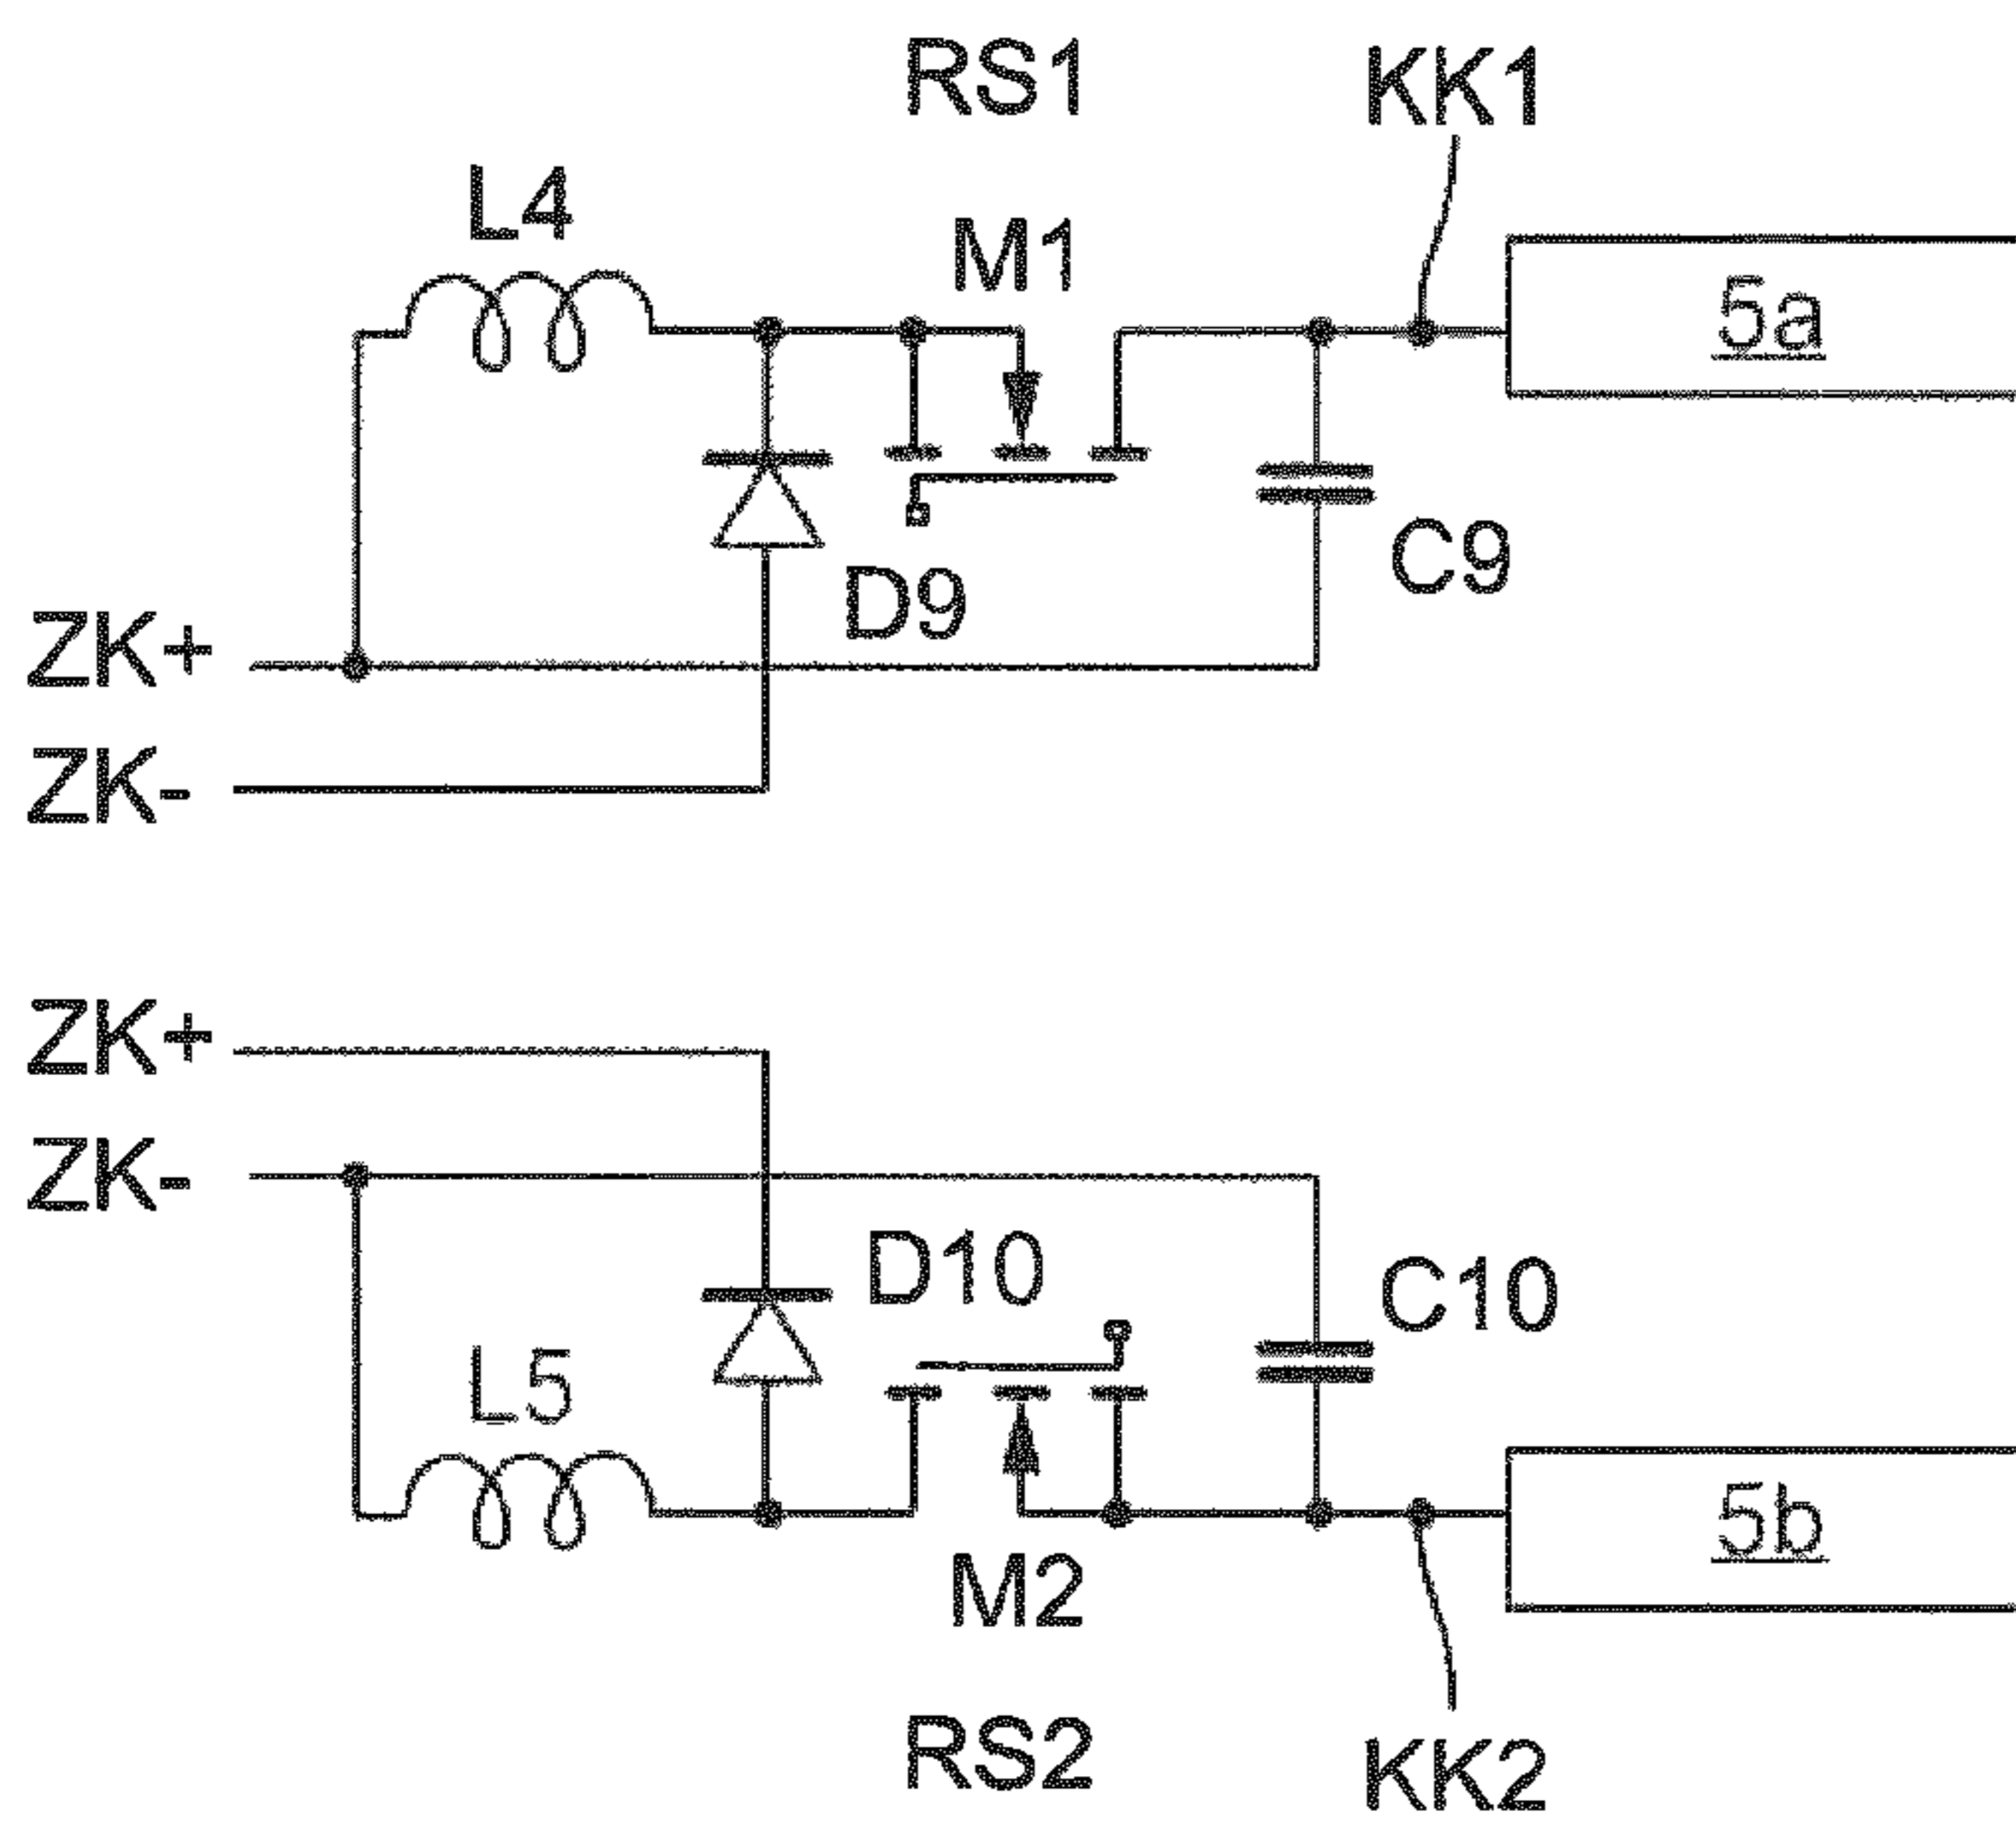 RS1
KK1
L4
M1
5a
C9
D9
ZK+
ZK-
ZK+
ZK-
D10
C10
L5
5b
M2
RS2
KK2